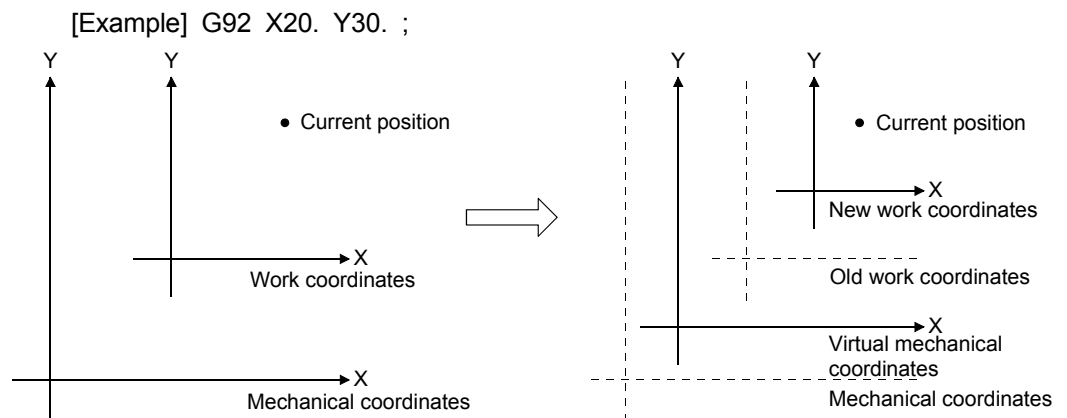 [Example] G92 X20. Y30. ;
Y
Y
Current position
X
Work coordinates
X
Mechanical coordinates
Y
Y
Current position
X
New work coordinates
Old work coordinates
X
Virtual mechanical
coordinates
Mechanical coordinates